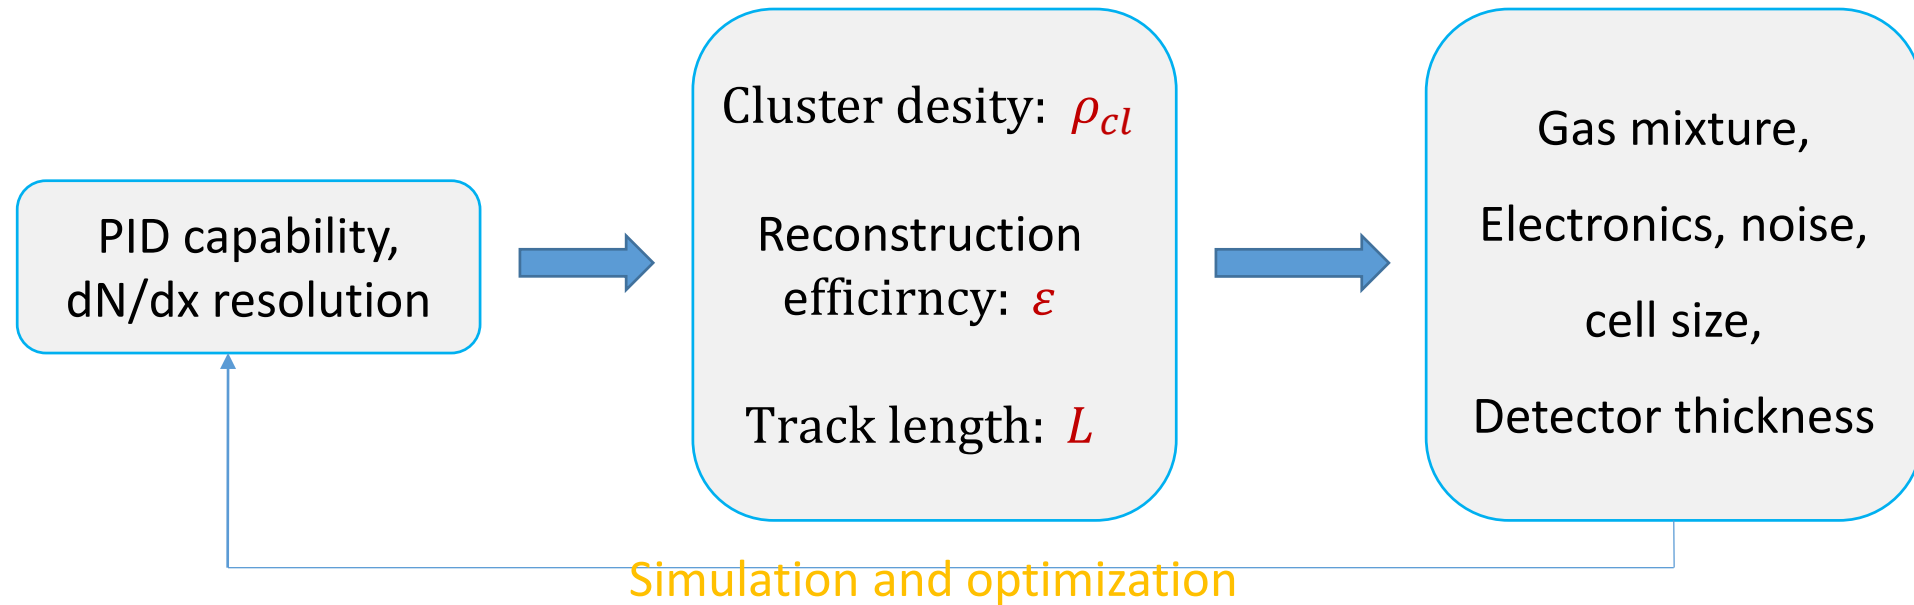 PID capability,
dN/dx resolution
Cluster desity: ρ_cl
Reconstruction
efficirncy: ε
Track length: L
Gas mixture,
Electronics, noise,
cell size,
Detector thickness
Simulation and optimization